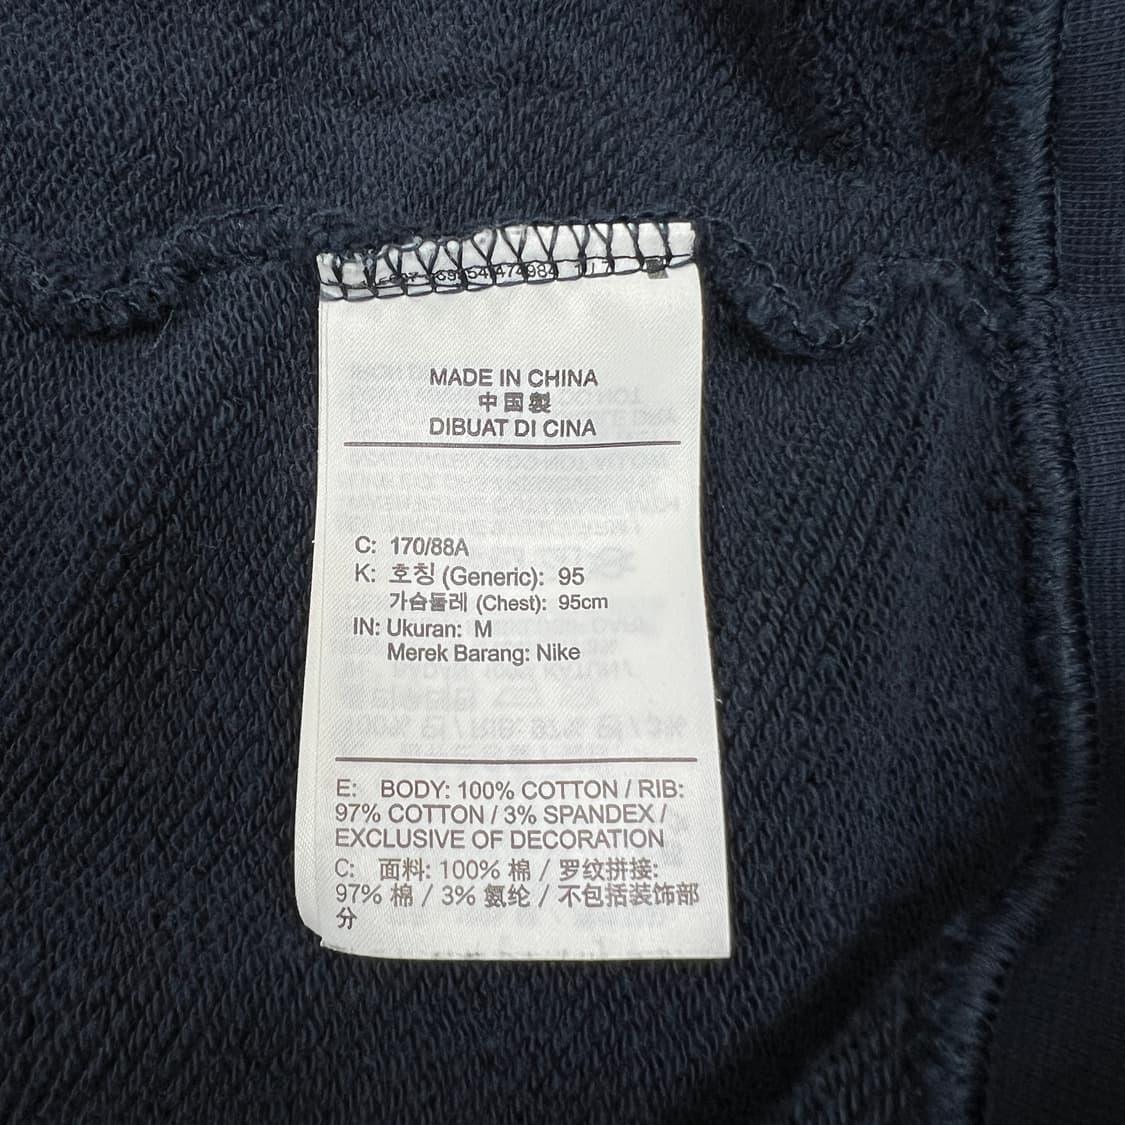 MADE IN CHINA
中国製
DIBUAT DI CINA
C: 170/88A
K: 호칭 (Generic): 95
가슴둘레 (Chest): 95cm
IN: Ukuran: M
Merek Barang: Nike
E: BODY: 100% COTTON / RIB:
97% COTTON / 3% SPANDEX /
EXCLUSIVE OF DECORATION
C: 面料: 100% 棉 / 罗纹拼接:
97% 棉 / 3% 氨纶 / 不包括装饰部
分